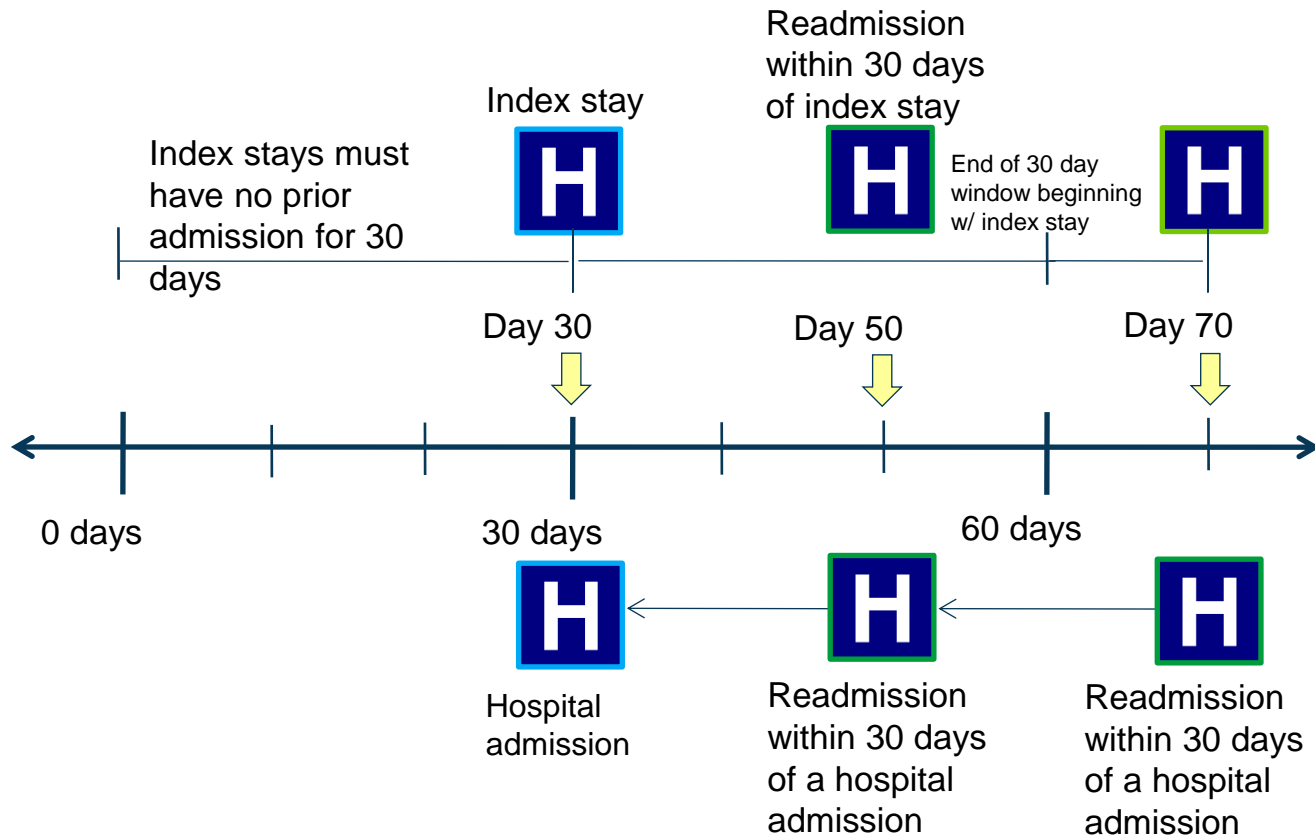 Readmission
within 30 days
of index stay
Index stay
Index stays must
have no prior
admission for 30
days
H
H
End of 30 day
window beginning
w/ index stay
H
Day 30
Day 50
Day 70
0 days
30 days
60 days
H
H
H
Hospital
admission
Readmission
within 30 days
of a hospital
admission
Readmission
within 30 days
of a hospital
admission